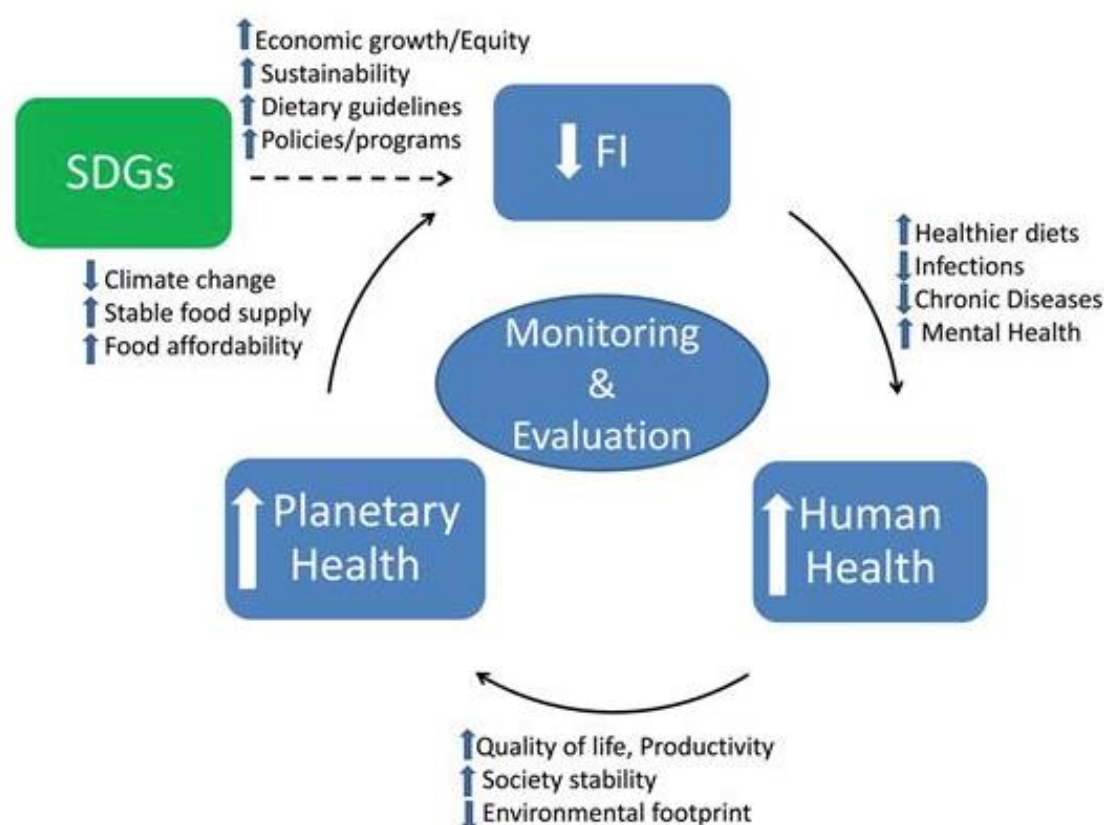 Economic growth/Equity
Sustainability
Dietary guidelines
Policies/programs
SDGs
FI
Climate change
Stable food supply
Food affordability
Healthier diets
Infections
Chronic Diseases
Mental Health
Monitoring
&
Evaluation
Planetary
Health
Human
Health
Quality of life, Productivity
Society stability
Environmental footprint